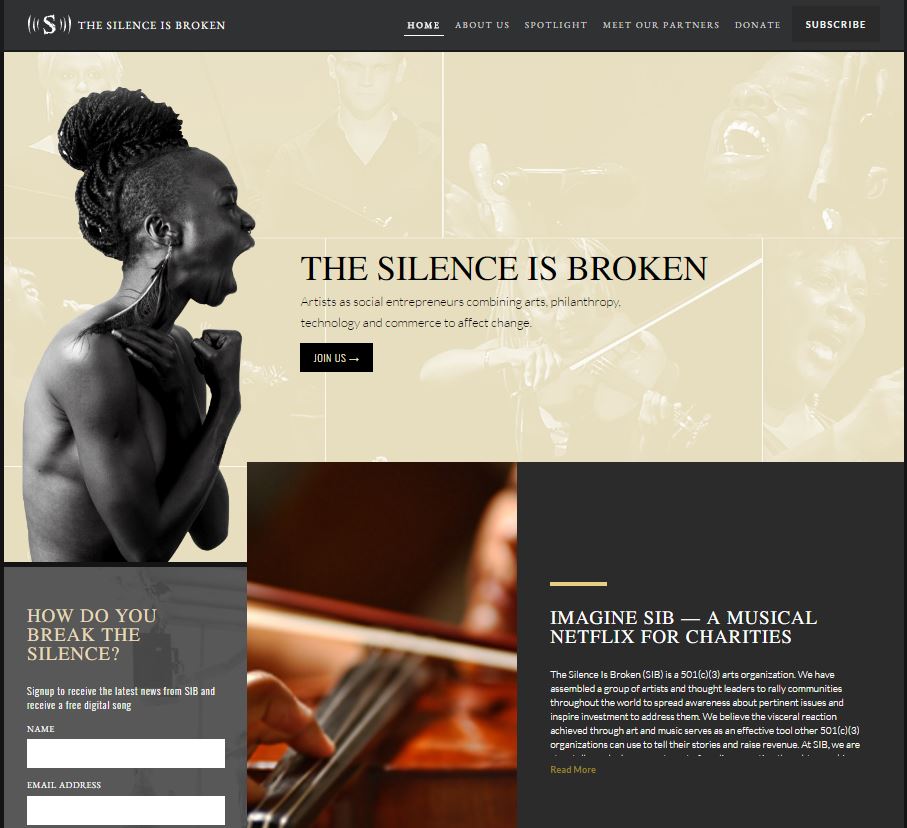 (((S))) THE SILENCE IS BROKEN
HOME ABOUT US SPOTLIGHT MEET OUR PARTNERS DONATE SUBSCRIBE
THE SILENCE IS BROKEN
Artists as social entrepreneurs combining arts, philanthropy,
technology and commerce to affect change.
JOIN US →
HOW DO YOU
BREAK THE
SILENCE?
Signup to receive the latest news from SIB and
receive a free digital song
NAME
EMAIL ADDRESS
IMAGINE SIB — A MUSICAL
NETFLIX FOR CHARITIES
The Silence Is Broken (SIB) is a 501(c)(3) arts organization. We have
assembled a group of artists and thought leaders to rally communities
throughout the world to spread awareness about pertinent issues and
inspire investment to address them. We believe the visceral reaction
achieved through art and music serves as an effective tool other 501(c)(3)
organizations can use to tell their stories and raise revenue. At SIB, we are
Read More